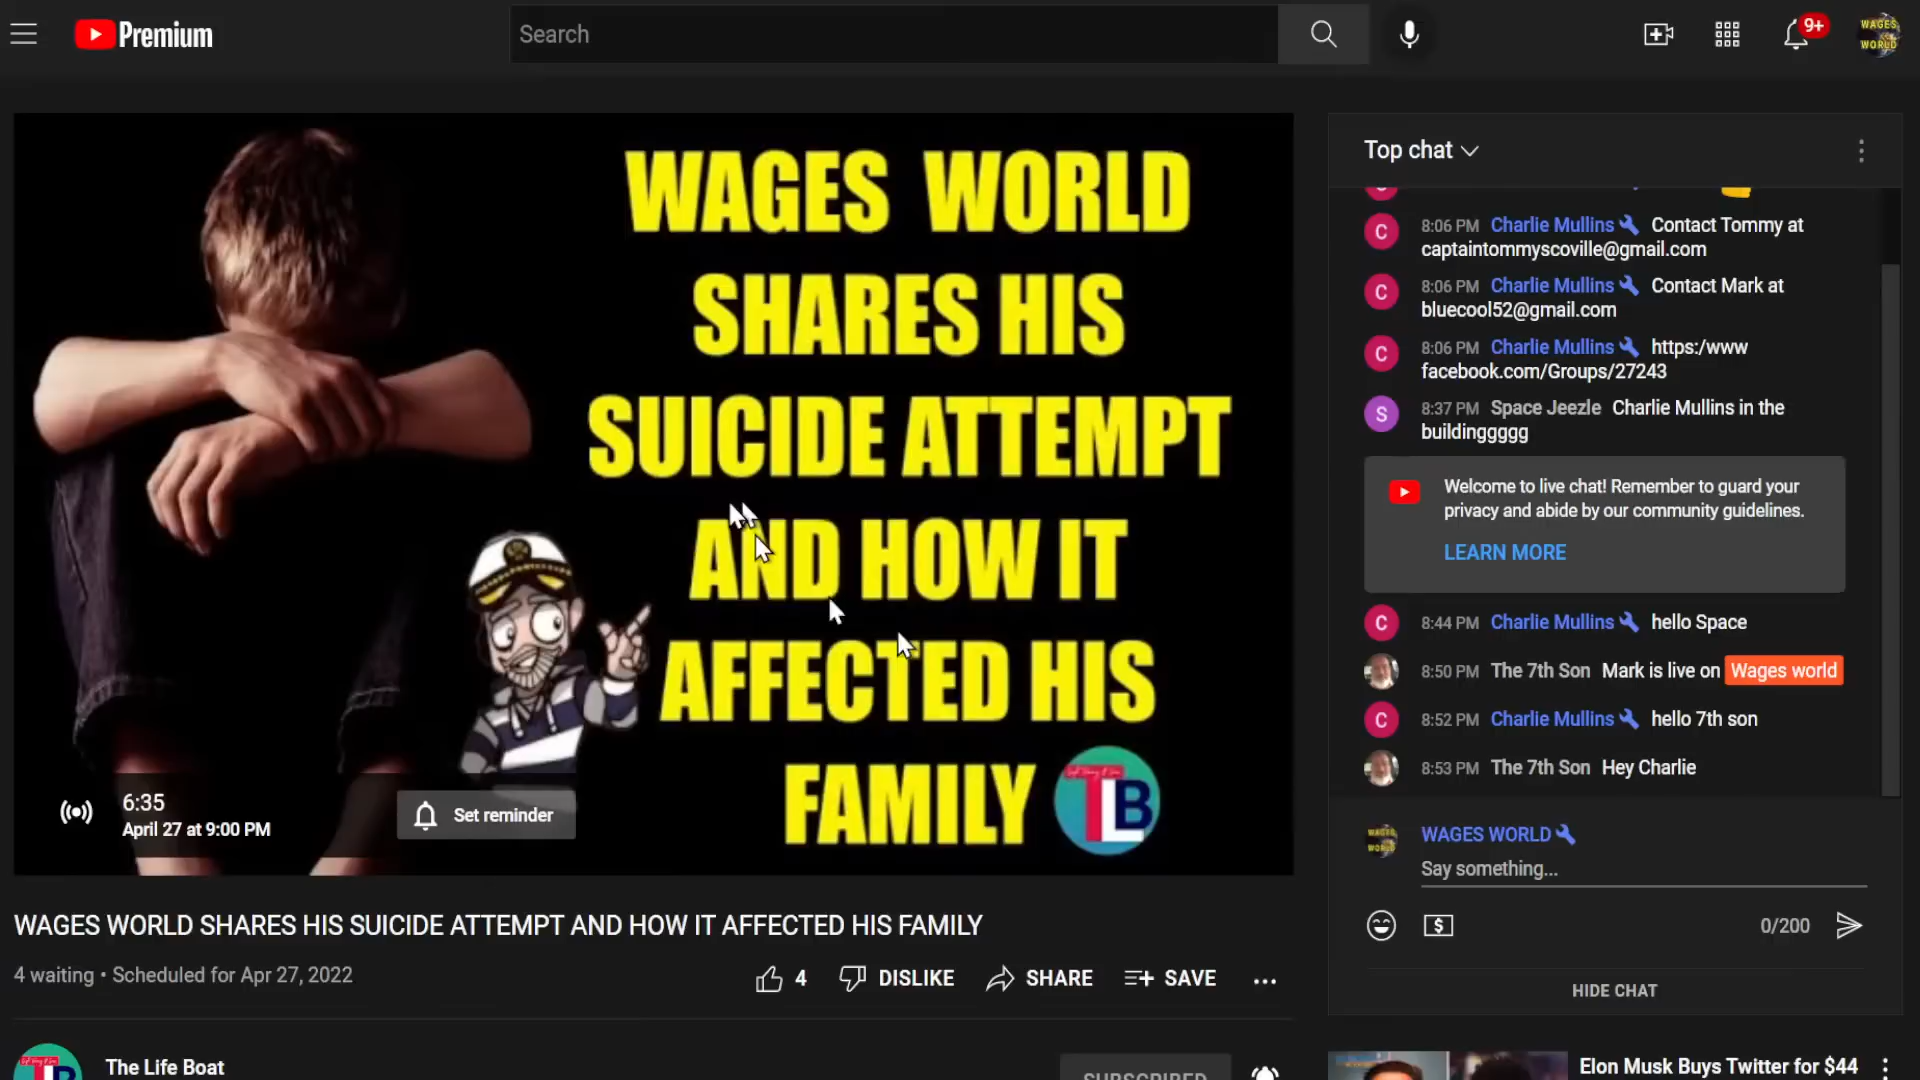 Premium
Search
9+
WAGES
WORLD
WAGES WORLD
SHARES HIS
SUICIDE ATTEMPT
AND HOW IT
AFFECTED HIS
FAMILY
TLB
6:35
April 27 at 9:00 PM
Set reminder
WAGES WORLD SHARES HIS SUICIDE ATTEMPT AND HOW IT AFFECTED HIS FAMILY
4 waiting • Scheduled for Apr 27, 2022
4
DISLIKE
SHARE
SAVE
The Life Boat
SUBSCRIBED
Top chat
C 8:06 PM Charlie Mullins Contact Tommy at
captaintommyscoville@gmail.com
C 8:06 PM Charlie Mullins Contact Mark at
bluecool52@gmail.com
C 8:06 PM Charlie Mullins https:/www
facebook.com/Groups/27243
S 8:37 PM Space Jeezle Charlie Mullins in the
buildinggggg
Welcome to live chat! Remember to guard your
privacy and abide by our community guidelines.
LEARN MORE
C 8:44 PM Charlie Mullins hello Space
8:50 PM The 7th Son Mark is live on Wages world
C 8:52 PM Charlie Mullins hello 7th son
8:53 PM The 7th Son Hey Charlie
WAGES WORLD
Say something...
0/200
HIDE CHAT
Elon Musk Buys Twitter for $44